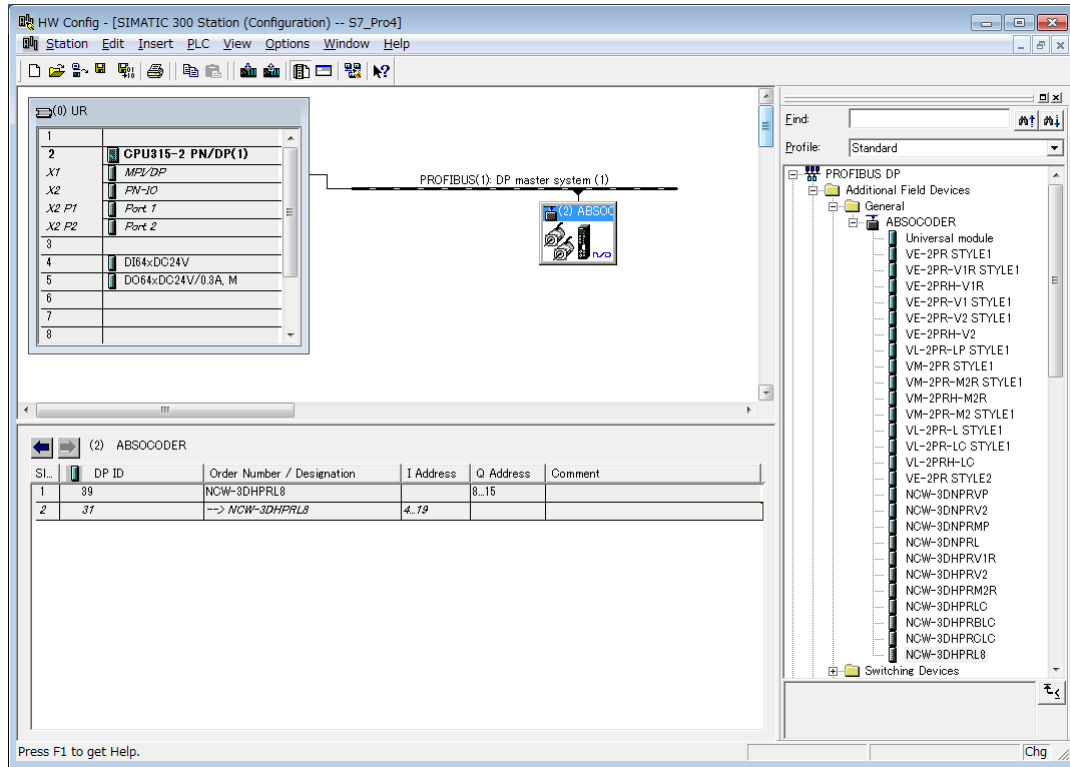 HW Config - [SIMATIC 300 Station (Configuration) -- S7_Pro4]
Station Edit Insert PLC View Options Window Help
(0) UR
1
2 CPU315-2 PN/DP(1)
X1 MPI/DP
X2 PN-IO
X2 P1 Port 1
X2 P2 Port 2
3
4 DI64xDC24V
5 DO64xDC24V/0.3A, M
6
7
8
PROFIBUS(1): DP master system (1)
(2) ABSOC
Find:
Profile: Standard
PROFIBUS DP
Additional Field Devices
General
ABSOCODER
Universal module
VE-2PR STYLE1
VE-2PR-V1R STYLE1
VE-2PRH-V1R
VE-2PR-V1 STYLE1
VE-2PR-V2 STYLE1
VE-2PRH-V2
VL-2PR-LP STYLE1
VM-2PR STYLE1
VM-2PR-M2R STYLE1
VM-2PRH-M2R
VM-2PR-M2 STYLE1
VL-2PR-L STYLE1
VL-2PR-LC STYLE1
VL-2PRH-LC
VE-2PR STYLE2
NCW-3DNPRVP
NCW-3DNPRV2
NCW-3DNPRMP
NCW-3DNPRL
NCW-3DHPRV1R
NCW-3DHPRV2
NCW-3DHPRM2R
NCW-3DHPRLC
NCW-3DHPRBLC
NCW-3DHPRCLC
NCW-3DHPRL8
Switching Devices
(2) ABSOCODER
Sl... DP ID Order Number / Designation I Address Q Address Comment
1 39 NCW-3DHPRL8 8...15
2 31 --> NCW-3DHPRL8 4...19
Press F1 to get Help.
Chg